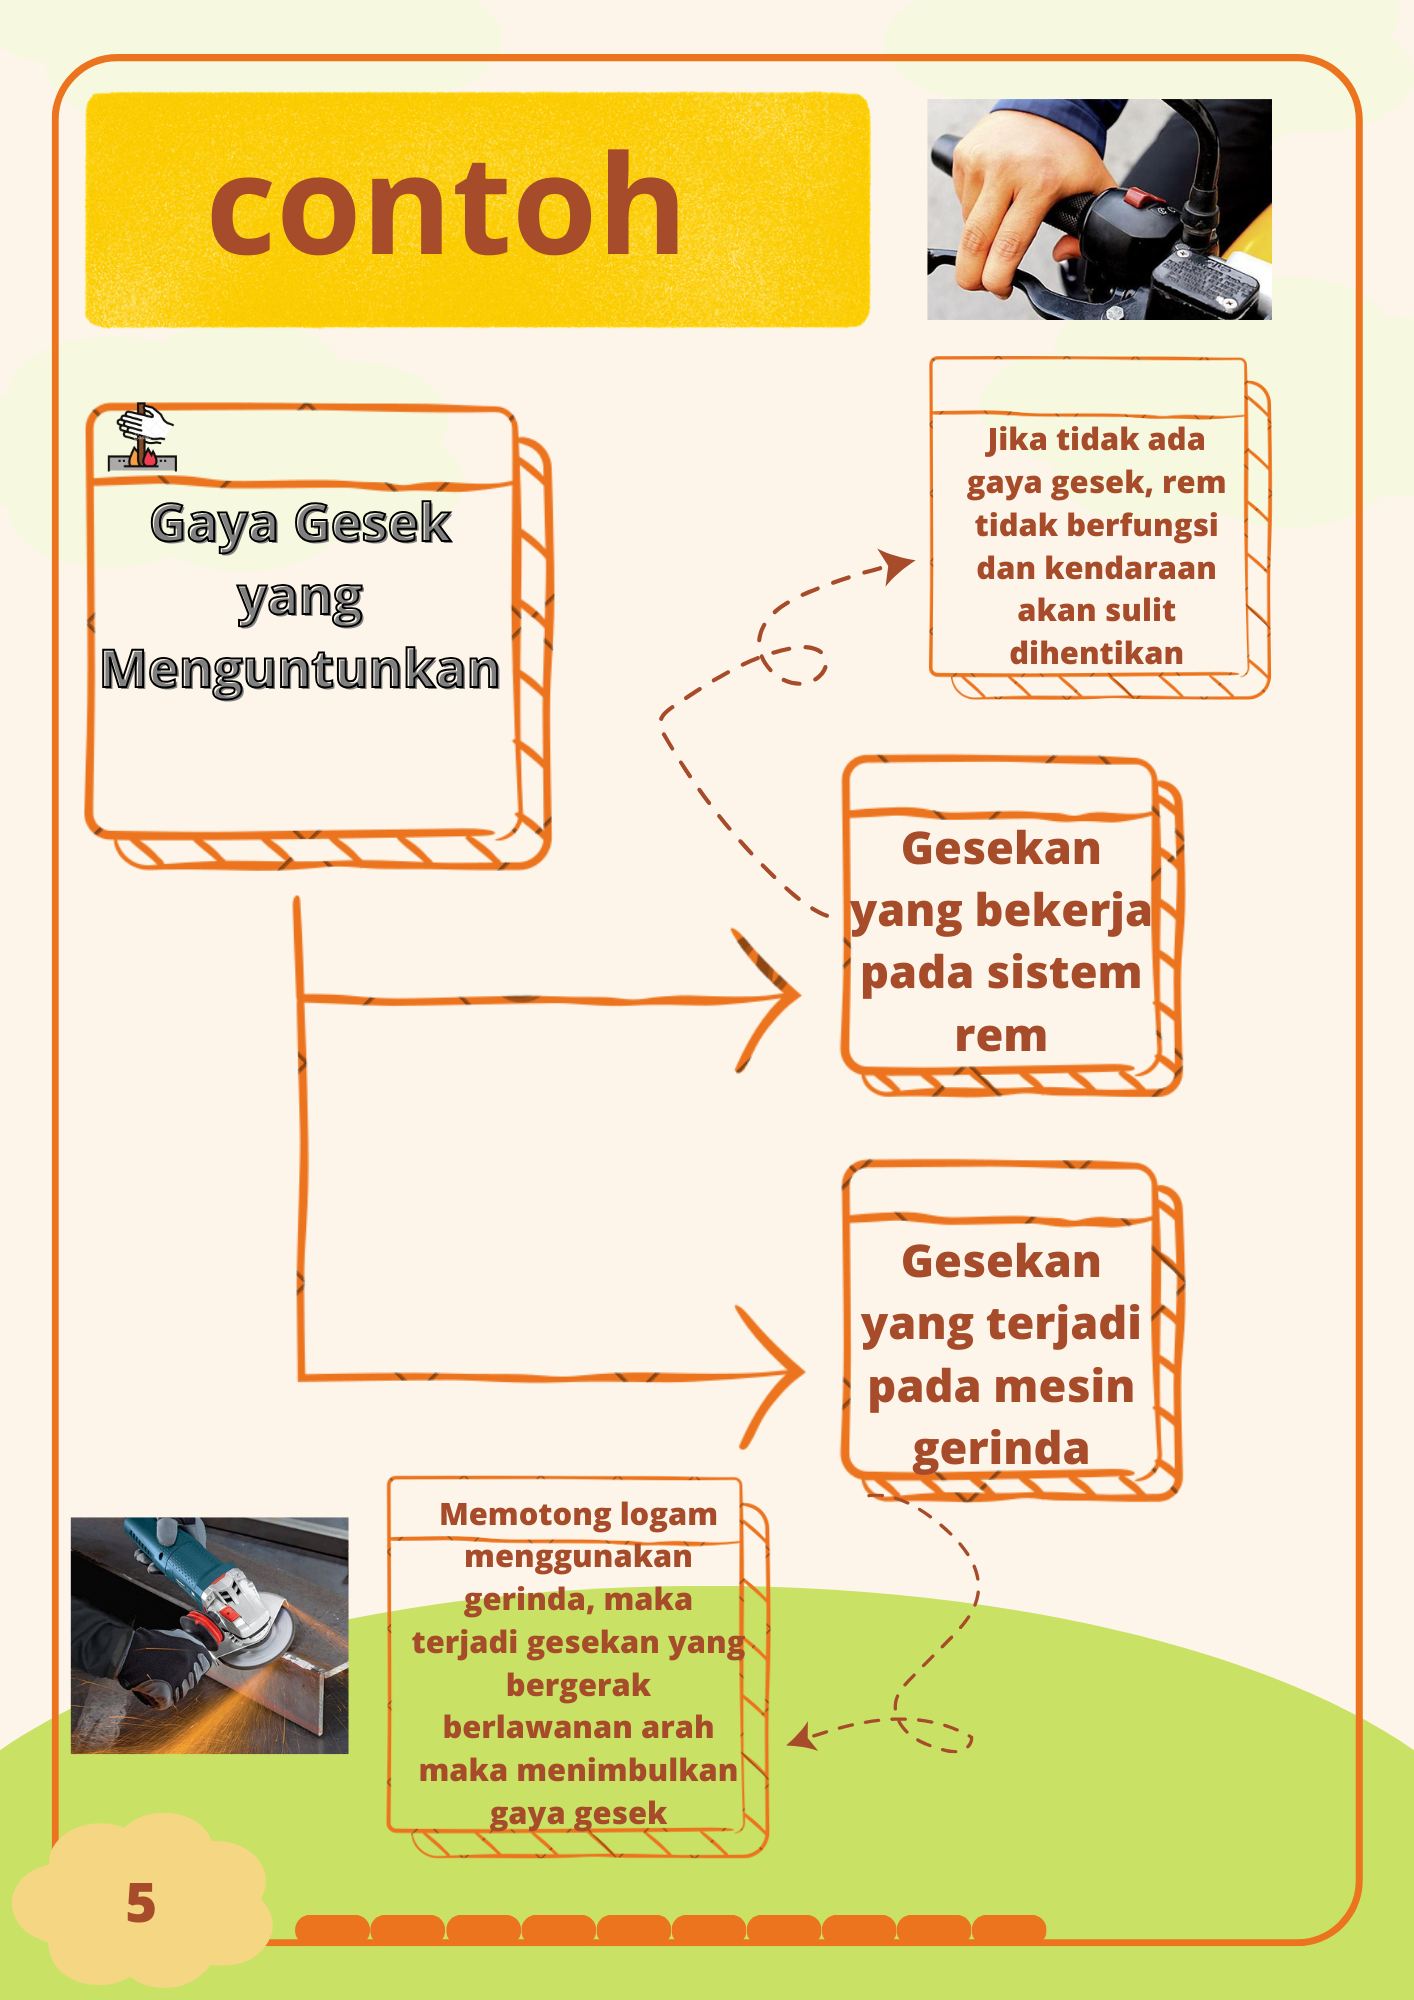 contoh
Gaya Gesek
yang
Menguntunkan
Jika tidak ada
gaya gesek, rem
tidak berfungsi
dan kendaraan
akan sulit
dihentikan
Gesekan
yang bekerja
pada sistem
rem
Gesekan
yang terjadi
pada mesin
gerinda
Memotong logam
menggunakan
gerinda, maka
terjadi gesekan yang
bergerak
berlawanan arah
maka menimbulkan
gaya gesek
5